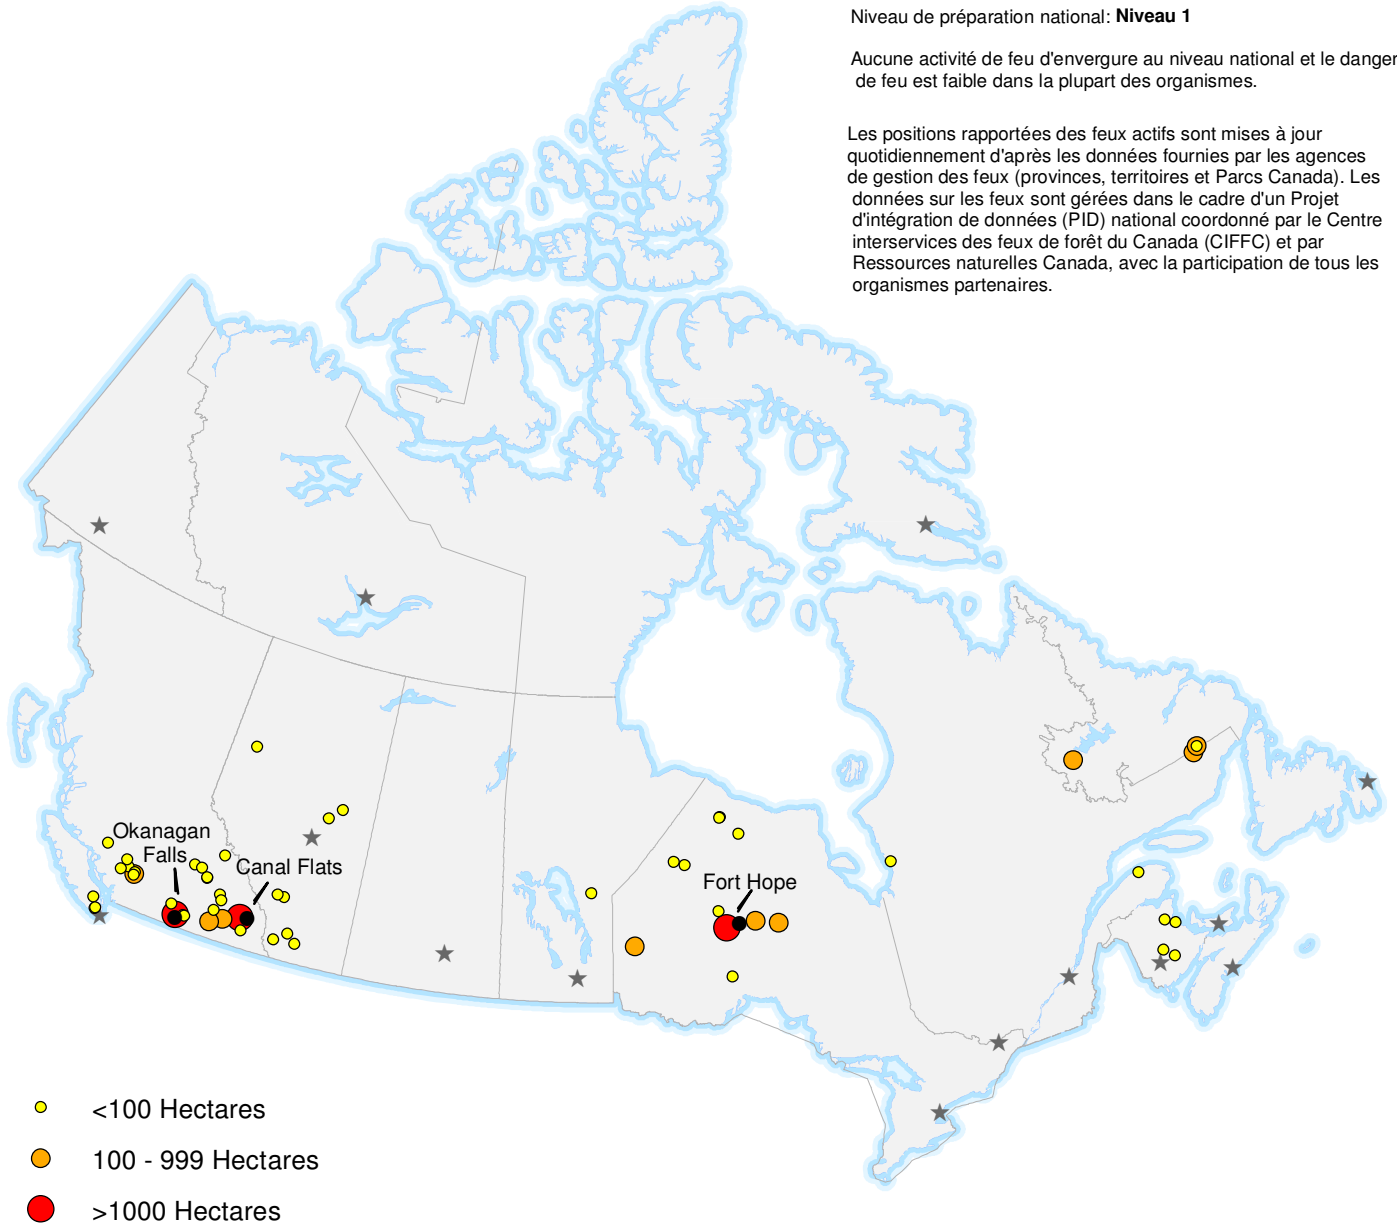 Niveau de préparation national: Niveau 1
Aucune activité de feu d'envergure au niveau national et le danger
de feu est faible dans la plupart des organismes.
Les positions rapportées des feux actifs sont mises à jour
quotidiennement d'après les données fournies par les agences
de gestion des feux (provinces, territoires et Parcs Canada). Les
données sur les feux sont gérées dans le cadre d'un Projet
d'intégration de données (PID) national coordonné par le Centre
interservices des feux de forêt du Canada (CIFFC) et par
Ressources naturelles Canada, avec la participation de tous les
organismes partenaires.
Okanagan
Falls
Canal Flats
Fort Hope
<100 Hectares
100 - 999 Hectares
>1000 Hectares